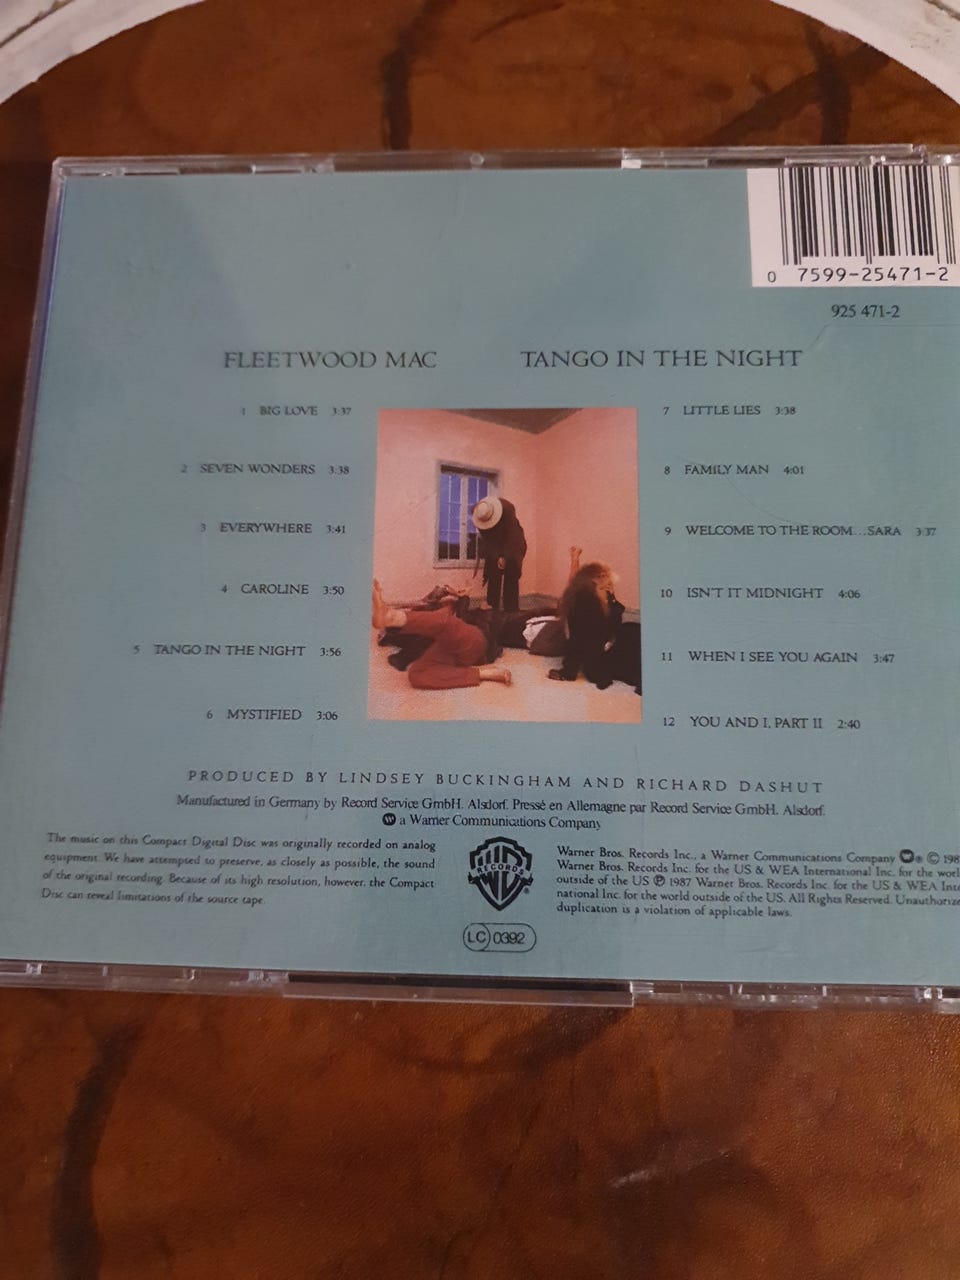 0 7599-25471-2
925 471-2
FLEETWOOD MAC
TANGO IN THE NIGHT
1 BIG LOVE 3:37
2 SEVEN WONDERS 3:38
3 EVERYWHERE 3:41
4 CAROLINE 3:50
5 TANGO IN THE NIGHT 3:56
6 MYSTIFIED 3:06
7 LITTLE LIES 3:38
8 FAMILY MAN 4:01
9 WELCOME TO THE ROOM...SARA 3:37
10 ISN'T IT MIDNIGHT 4:06
11 WHEN I SEE YOU AGAIN 3:47
12 YOU AND I, PART II 2:40
PRODUCED BY LINDSEY BUCKINGHAM AND RICHARD DASHUT
Manufactured in Germany by Record Service GmbH. Alsdorf. Pressé en Allemagne par Record Service GmbH. Alsdorf.
a Warner Communications Company
The music on this Compact Digital Disc was originally recorded on analog
equipment. We have attempted to preserve, as closely as possible, the sound
of the original recording. Because of its high resolution, however, the Compact
Disc can reveal limitations of the source tape.
WB
RECORDS
®
LC 0392
Warner Bros. Records Inc., a Warner Communications Company ® © 198
Warner Bros. Records Inc. for the US & WEA International Inc. for the worl
outside of the US ℗ 1987 Warner Bros. Records Inc. for the US & WEA Inte
national Inc. for the world outside of the US. All Rights Reserved. Unauthorize
duplication is a violation of applicable laws.